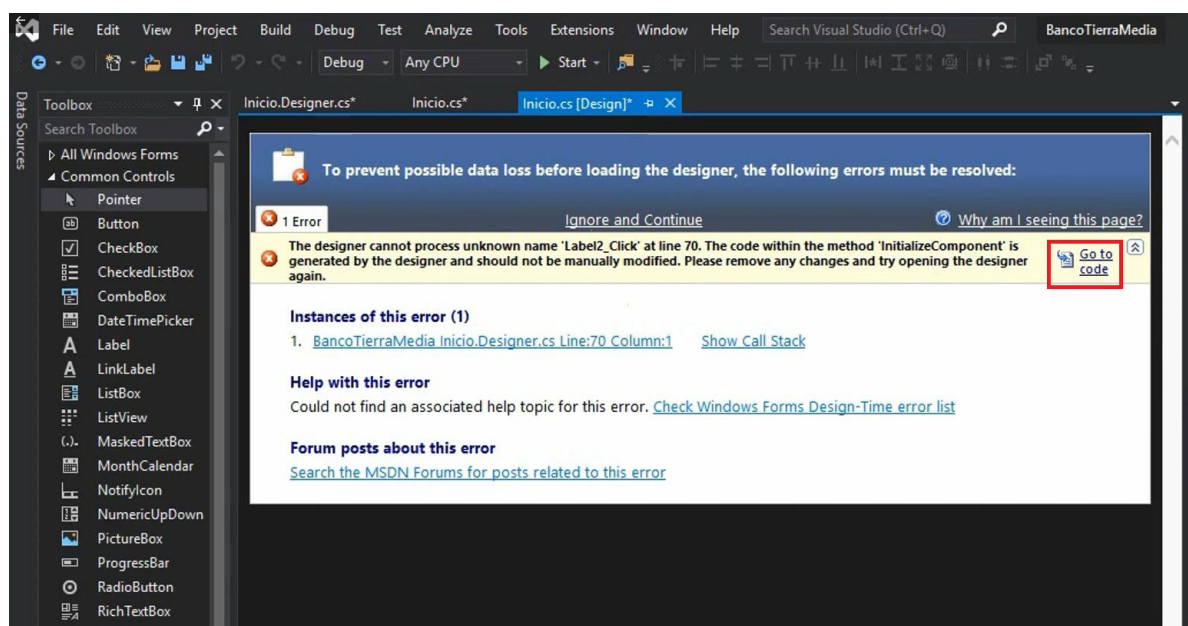 File Edit View Project Build Debug Test Analyze Tools Extensions Window Help Search Visual Studio (Ctrl+Q) BancoTierraMedia
Debug Any CPU Start
Data Sources
Toolbox
Inicio.Designer.cs* Inicio.cs* Inicio.cs [Design]*
Search Toolbox
All Windows Forms
Common Controls
Pointer
Button
CheckBox
CheckedListBox
ComboBox
DateTimePicker
Label
LinkLabel
ListBox
ListView
MaskedTextBox
MonthCalendar
NotifyIcon
NumericUpDown
PictureBox
ProgressBar
RadioButton
RichTextBox
To prevent possible data loss before loading the designer, the following errors must be resolved:
1 Error Ignore and Continue Why am I seeing this page?
The designer cannot process unknown name 'Label2_Click' at line 70. The code within the method 'InitializeComponent' is
generated by the designer and should not be manually modified. Please remove any changes and try opening the designer
again.
Go to
code
Instances of this error (1)
1. BancoTierraMedia Inicio.Designer.cs Line:70 Column:1 Show Call Stack
Help with this error
Could not find an associated help topic for this error. Check Windows Forms Design-Time error list
Forum posts about this error
Search the MSDN Forums for posts related to this error